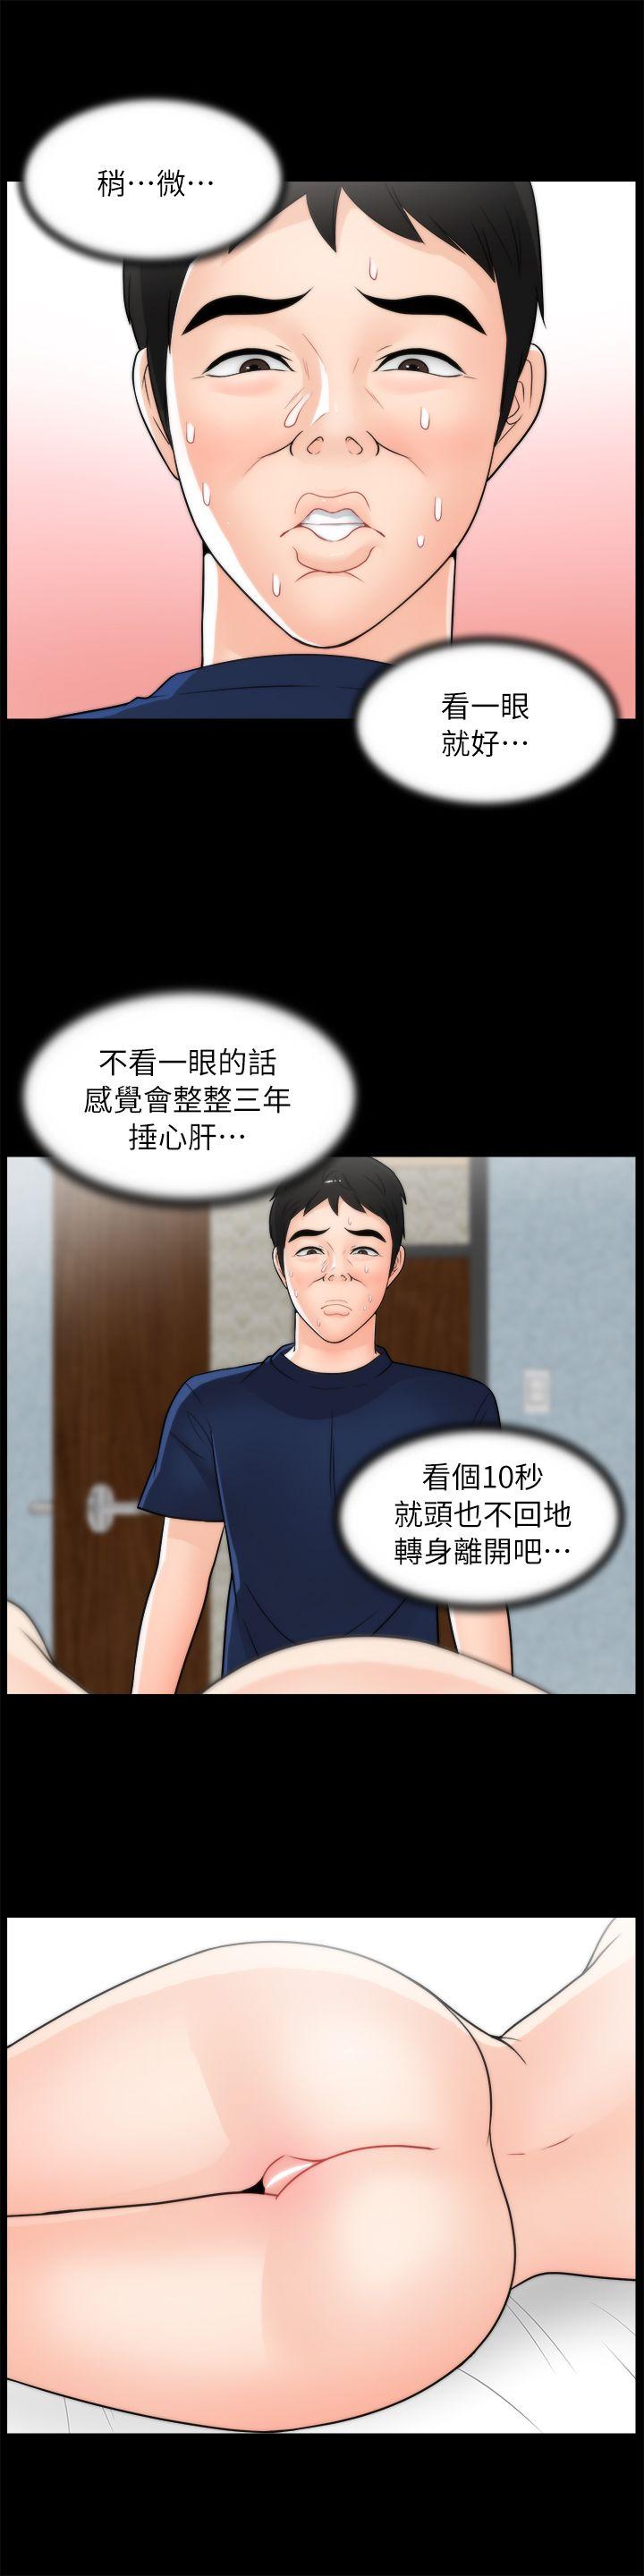 稍⋯微⋯
看一眼
就好⋯
不看一眼的話
感覺會整整三年
捶心肝⋯
看個10秒
就頭也不回地
轉身離開吧⋯